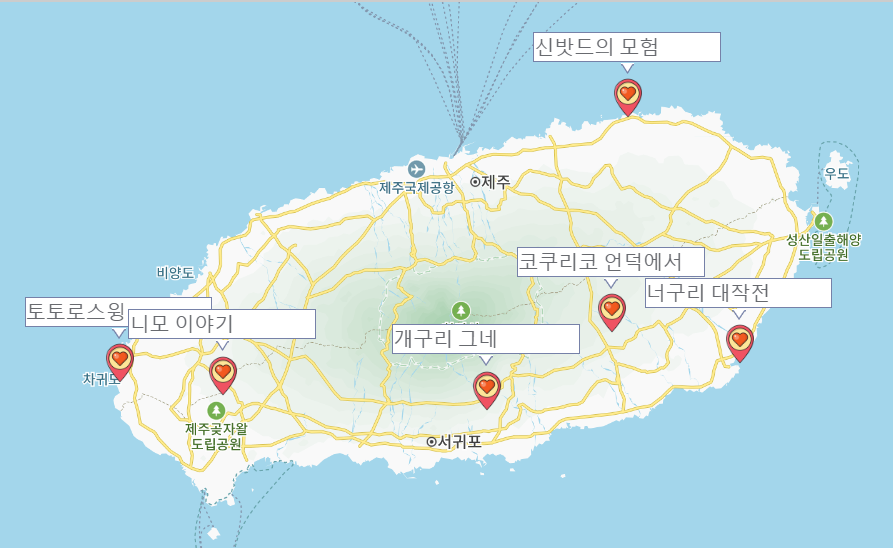 신밧드의 모험
우도
제주국제공항
제주
성산일출해양
도립공원
코쿠리코 언덕에서
비양도
너구리 대작전
토토로스윙
니모 이야기
개구리 그네
차귀도
제주곶자왈
도립공원
서귀포